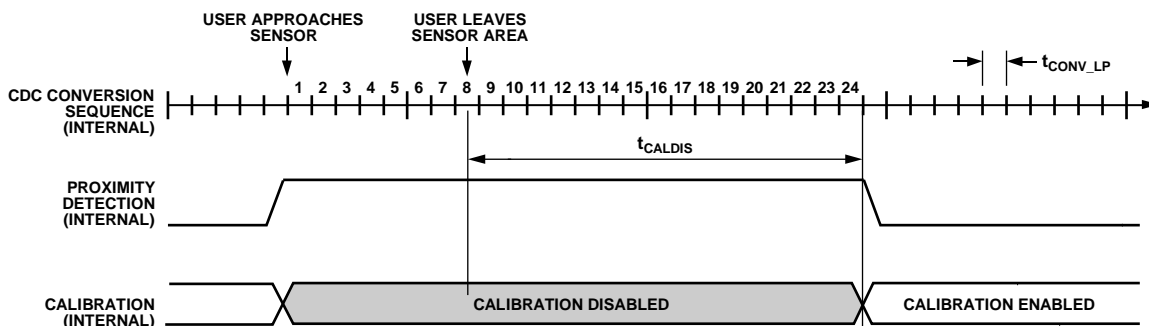 USER APPROACHES
SENSOR
USER LEAVES
SENSOR AREA
tCONV_LP
CDC CONVERSION
SEQUENCE
(INTERNAL)
1 2 3 4 5 6 7 8 9 10 11 12 13 14 15 16 17 18 19 20 21 22 23 24
tCALDIS
PROXIMITY
DETECTION
(INTERNAL)
CALIBRATION
(INTERNAL)
CALIBRATION DISABLED
CALIBRATION ENABLED